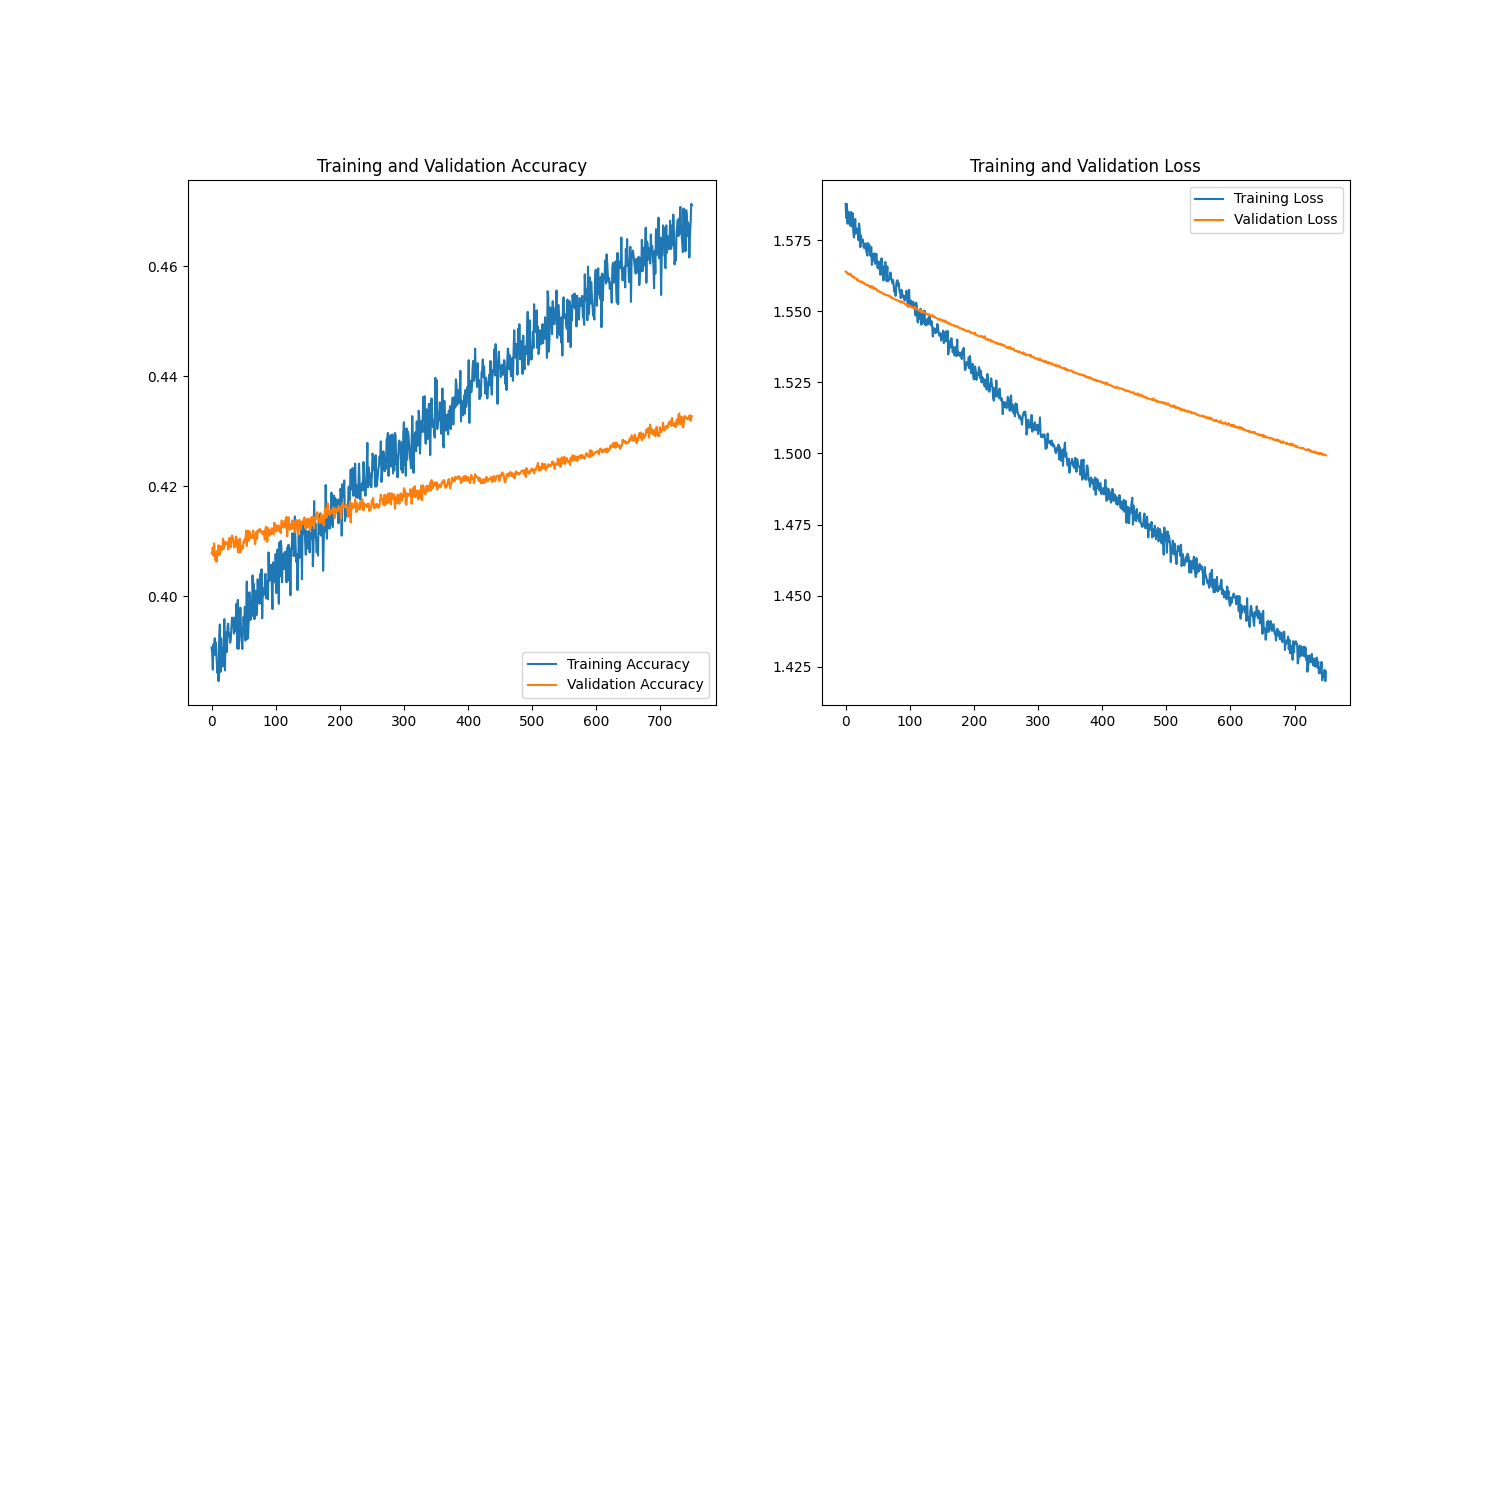 Training and Validation Accuracy
0.46
0.44
0.42
0.40
Training Accuracy
Validation Accuracy
0 100 200 300 400 500 600 700
Training and Validation Loss
Training Loss
Validation Loss
1.575
1.550
1.525
1.500
1.475
1.450
1.425
0 100 200 300 400 500 600 700